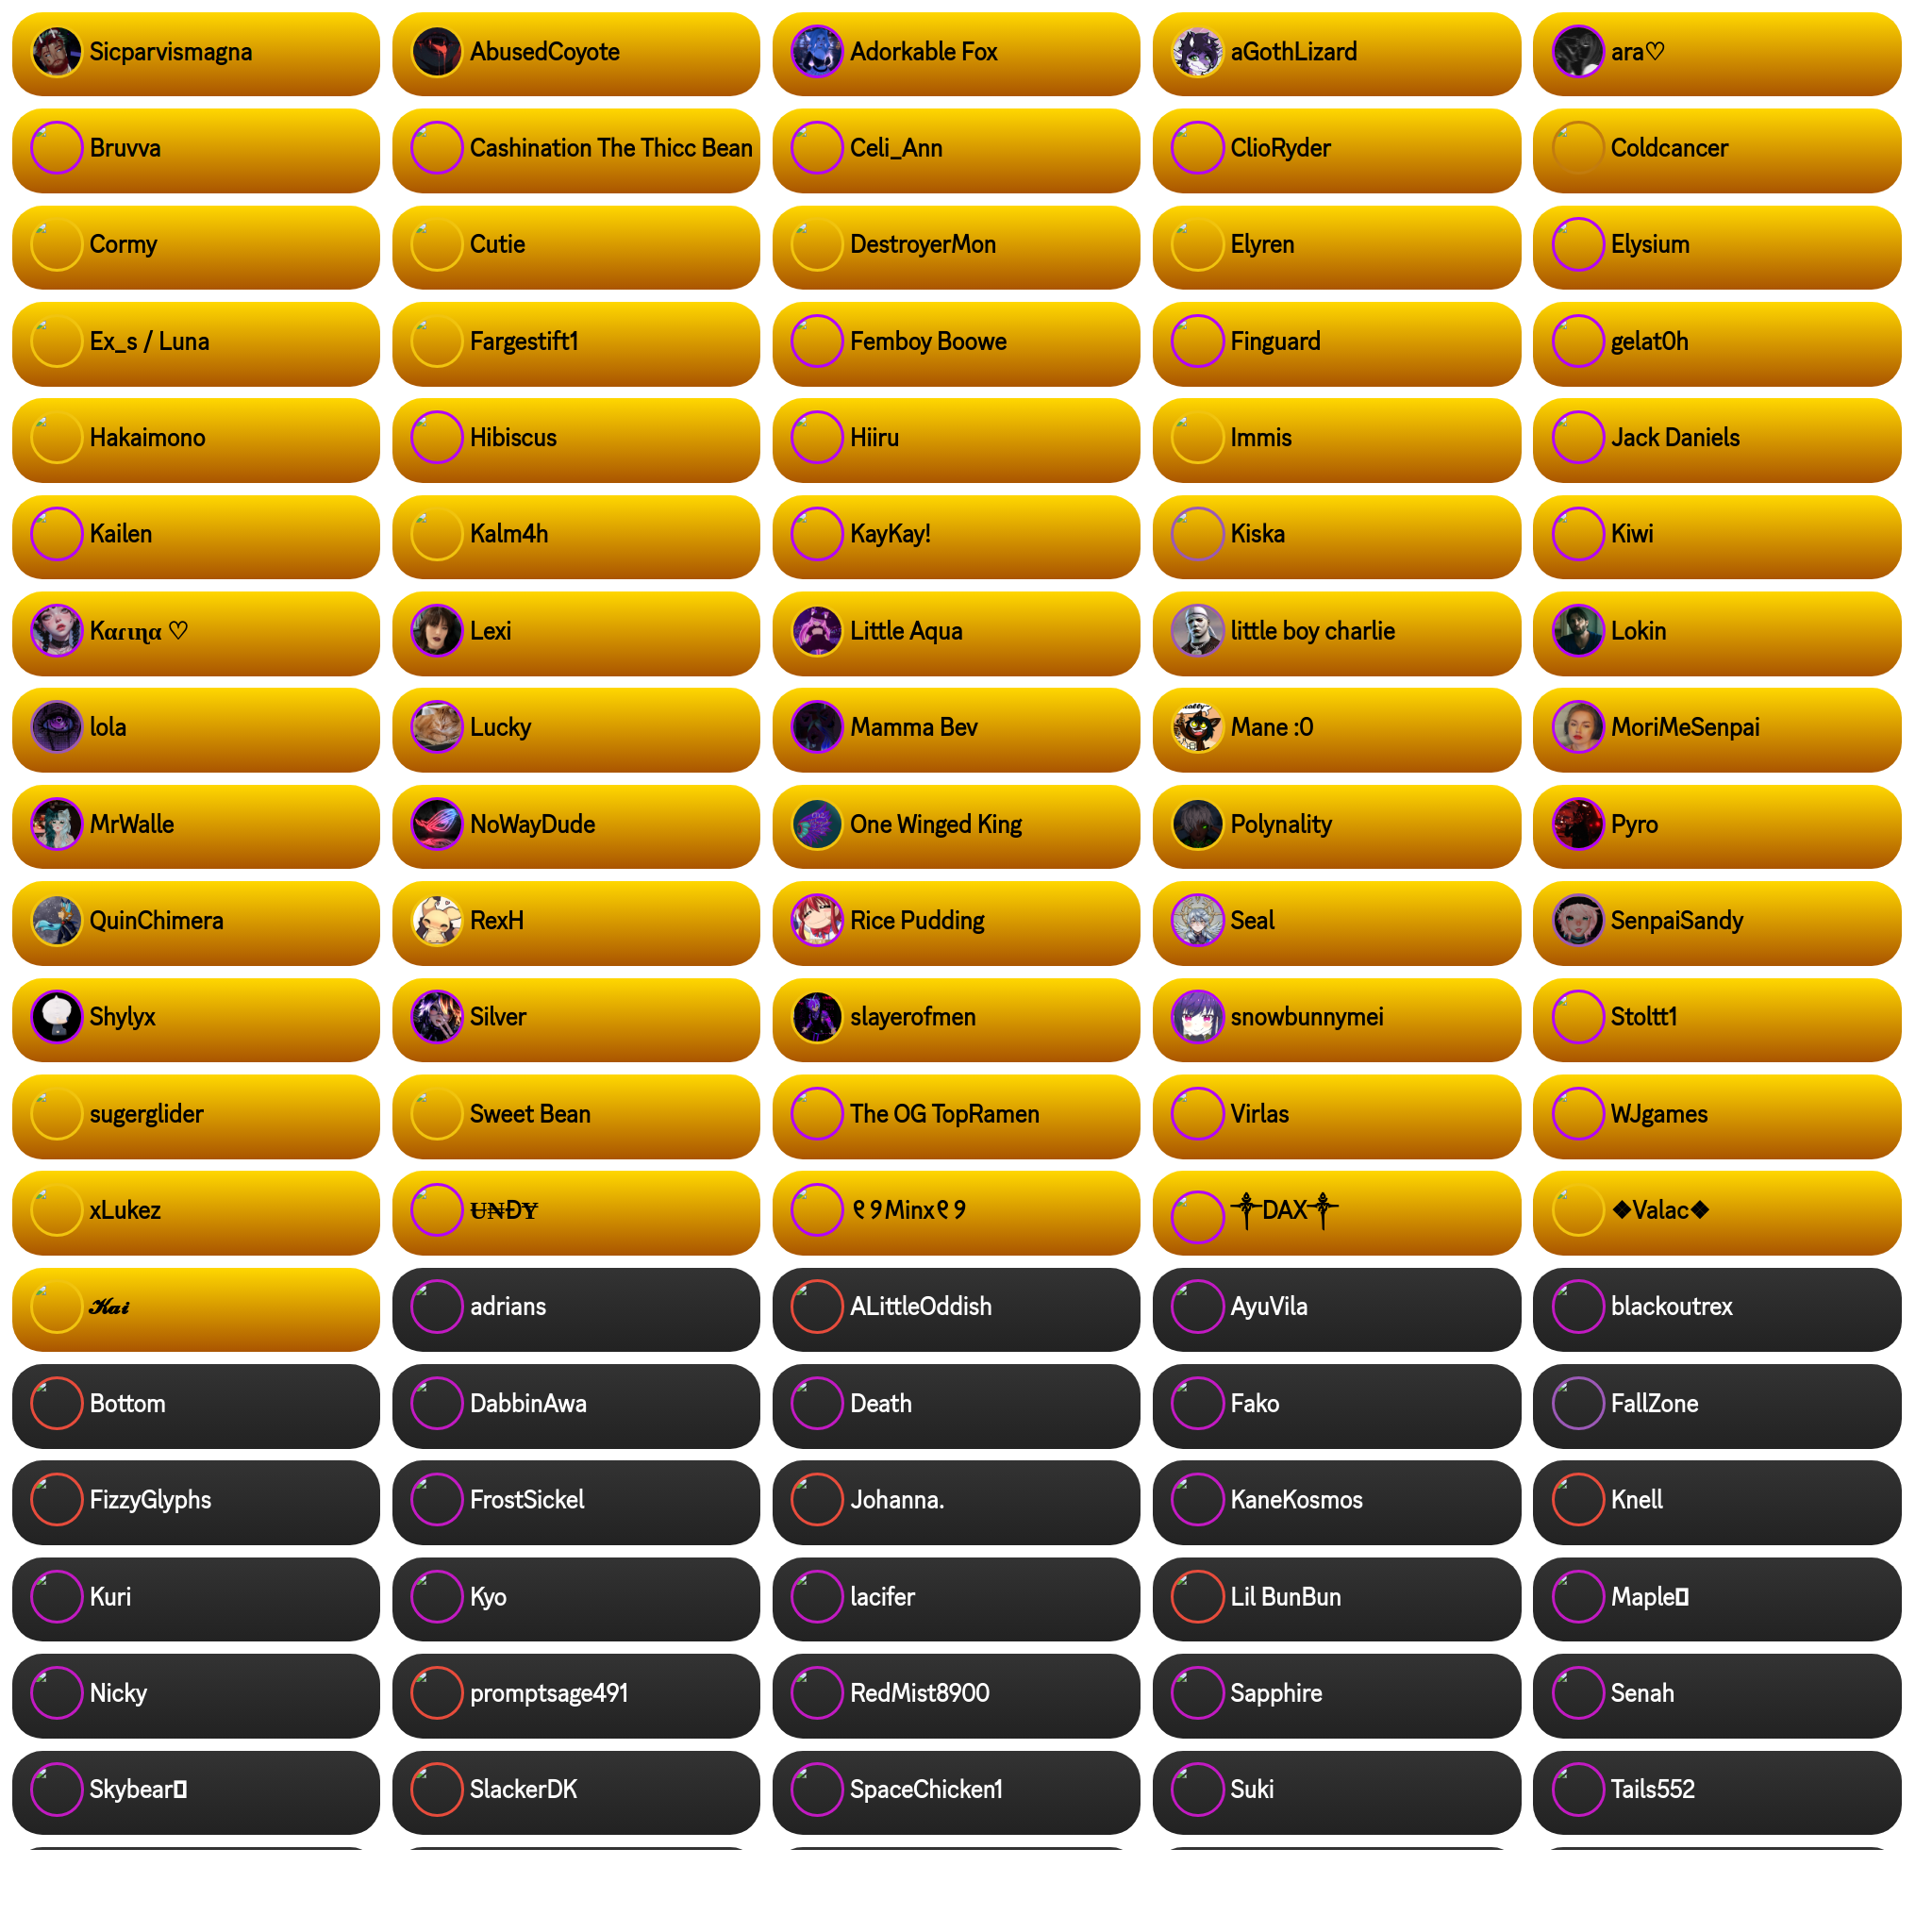 Sicparvismagna
AbusedCoyote
Adorkable Fox
aGothLizard
ara♡
Bruvva
Cashination The Thicc Bean
Celi_Ann
ClioRyder
Coldcancer
Cormy
Cutie
DestroyerMon
Elyren
Elysium
Ex_s / Luna
Fargestift1
Femboy Boowe
Finguard
gelat0h
Hakaimono
Hibiscus
Hiiru
Immis
Jack Daniels
Kailen
Kalm4h
KayKay!
Kiska
Kiwi
Kαɾιɳα ♡
Lexi
Little Aqua
little boy charlie
Lokin
lola
Lucky
Mamma Bev
Mane :0
MoriMeSenpai
MrWalle
NoWayDude
One Winged King
Polynality
Pyro
QuinChimera
RexH
Rice Pudding
Seal
SenpaiSandy
Shylyx
Silver
slayerofmen
snowbunnymei
Stoltt1
sugerglider
Sweet Bean
The OG TopRamen
Virlas
WJgames
xLukez
Ʉ₦ĐɎ
୧୨Minx୧୨
༒DAX༒
❖Valac❖
𝓚𝓪𝓲
adrians
ALittleOddish
AyuVila
blackoutrex
Bottom
DabbinAwa
Death
Fako
FallZone
FizzyGlyphs
FrostSickel
Johanna.
KaneKosmos
Knell
Kuri
Kyo
lacifer
Lil BunBun
Maple
Nicky
promptsage491
RedMist8900
Sapphire
Senah
Skybear
SlackerDK
SpaceChicken1
Suki
Tails552